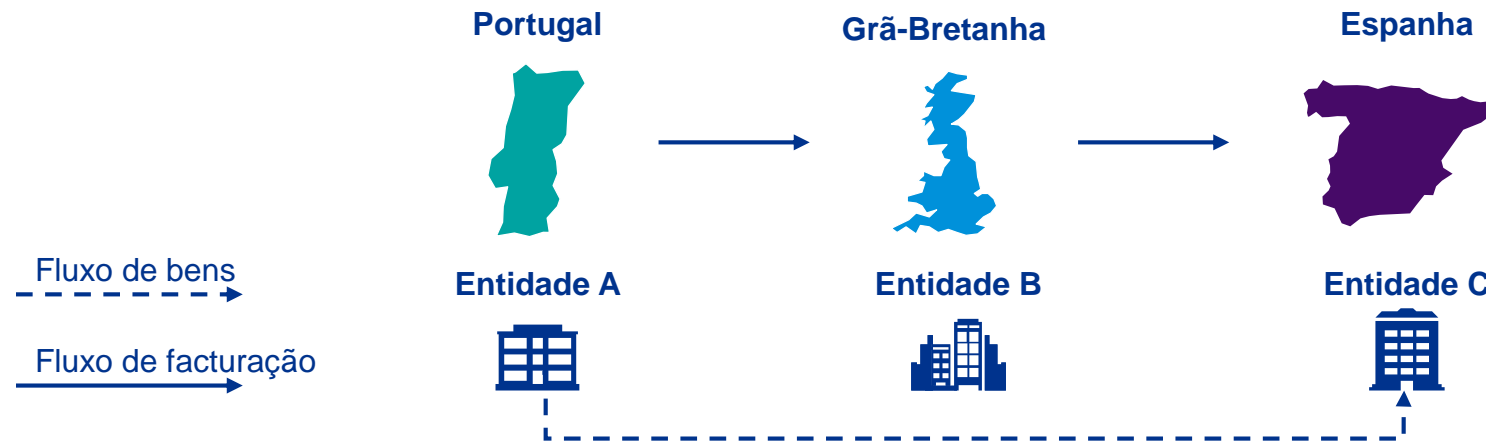 Portugal
Grã-Bretanha
Espanha
Fluxo de bens
Fluxo de facturação
Entidade A
Entidade B
Entidade C